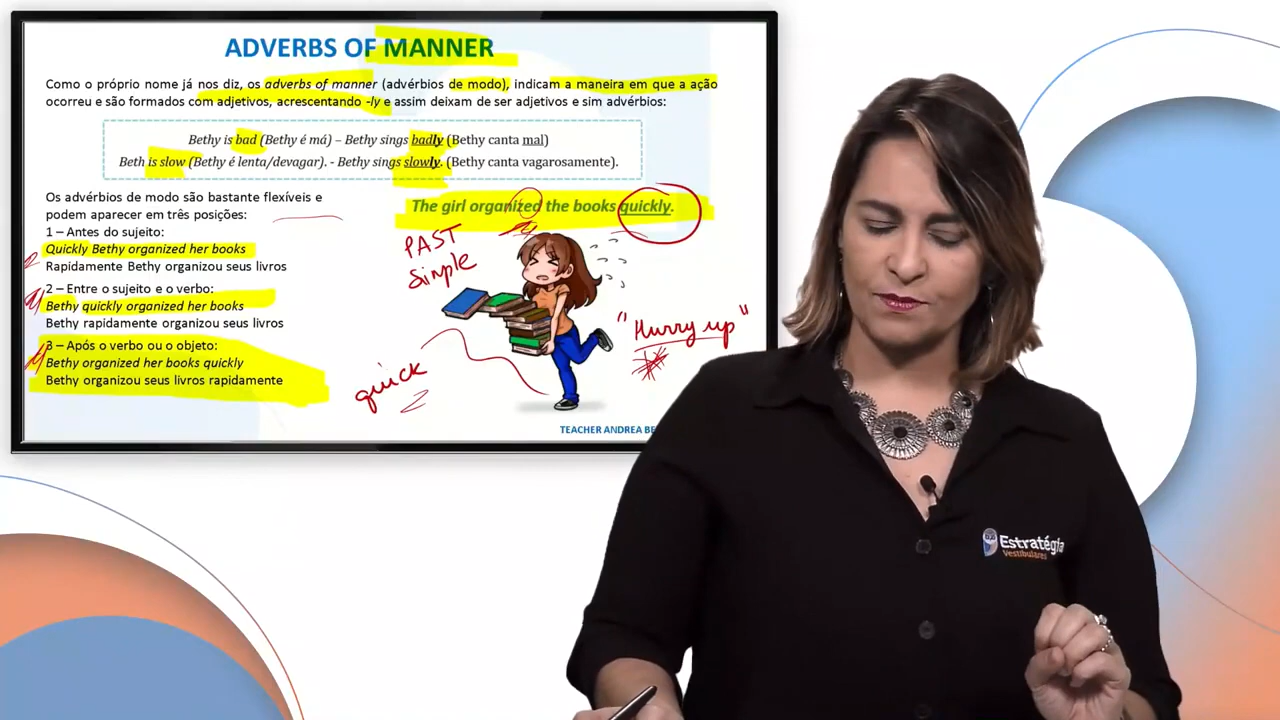 ADVERBS OF MANNER
Como o próprio nome já nos diz, os adverbs of manner (advérbios de modo), indicam a maneira em que a ação
ocorreu e são formados com adjetivos, acrescentando -ly e assim deixam de ser adjetivos e sim advérbios:
Bethy is bad (Bethy é má) – Bethy sings badly (Bethy canta mal)
Beth is slow (Bethy é lenta/devagar). - Bethy sings slowly. (Bethy canta vagarosamente).
Os advérbios de modo são bastante flexíveis e
podem aparecer em três posições:
1 – Antes do sujeito:
Quickly Bethy organized her books
Rapidamente Bethy organizou seus livros
2 – Entre o sujeito e o verbo:
Bethy quickly organized her books
Bethy rapidamente organizou seus livros
3 – Após o verbo ou o objeto:
Bethy organized her books quickly
Bethy organizou seus livros rapidamente
The girl organized the books quickly.
PAST
Simple
"Hurry up"
quick
TEACHER ANDREA BE
Estratégia
Vestibulares